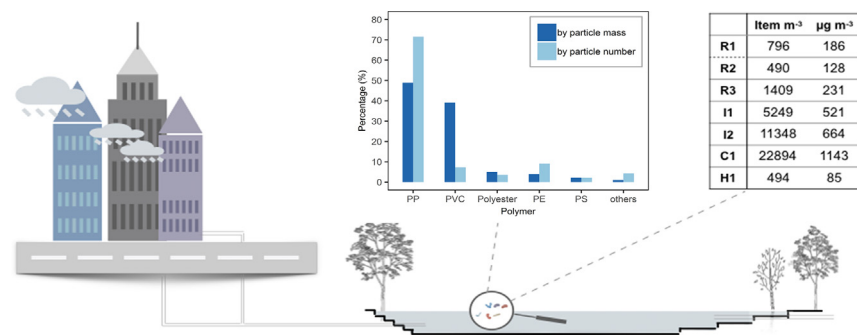 80
70
60
50
40
30
20
10
0
Percentage (%)
by particle mass
by particle number
PP PVC Polyester PE PS others
Polymer
Item m⁻³ µg m⁻³
R1 796 186
R2 490 128
R3 1409 231
I1 5249 521
I2 11348 664
C1 22894 1143
H1 494 85